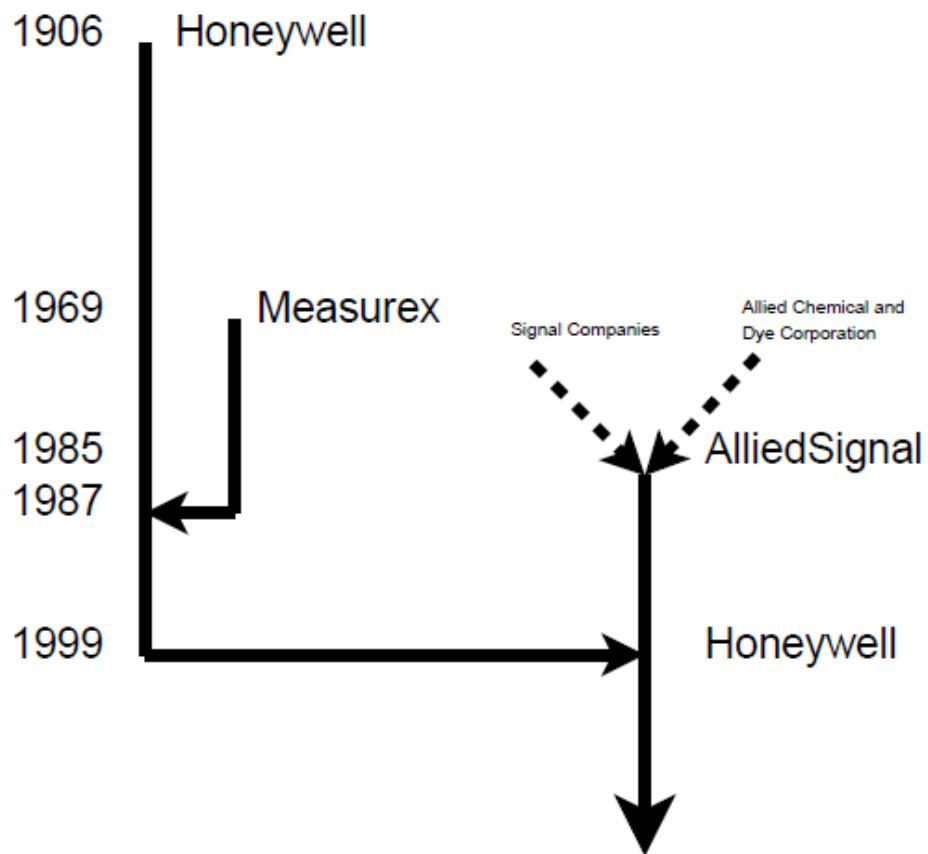 1906 Honeywell
1969 Measurex
Signal Companies
Allied Chemical and
Dye Corporation
1985 AlliedSignal
1987
1999 Honeywell